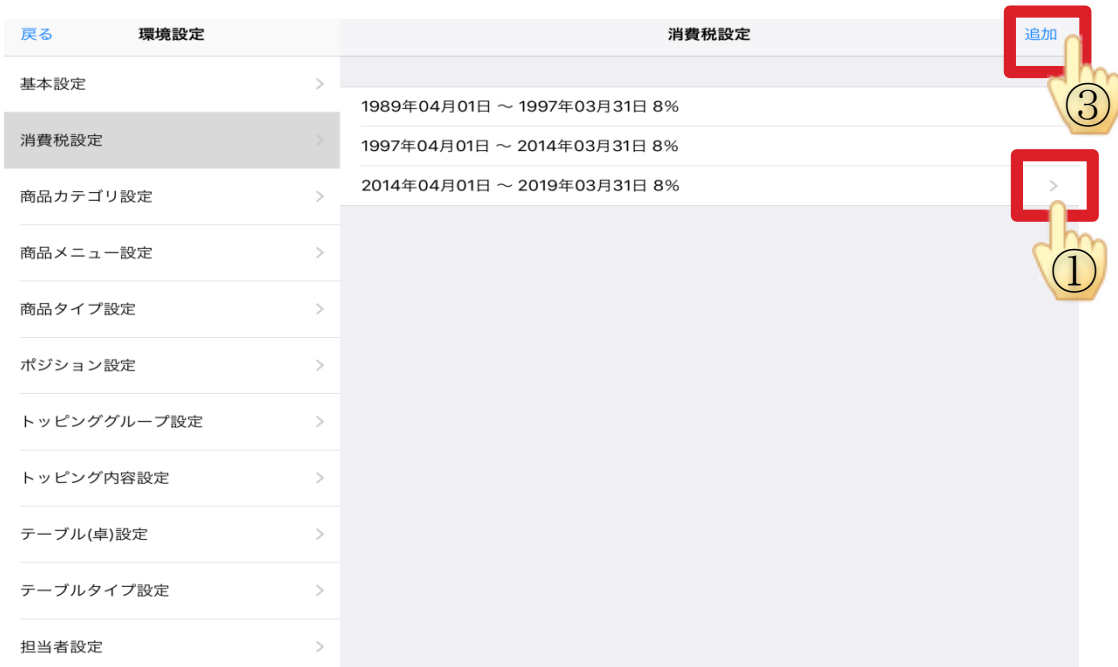 戻る
環境設定
消費税設定
追加
基本設定
消費税設定
商品カテゴリ設定
商品メニュー設定
商品タイプ設定
ポジション設定
トッピンググループ設定
トッピング内容設定
テーブル(卓)設定
テーブルタイプ設定
担当者設定
1989年04月01日 ～ 1997年03月31日 8%
1997年04月01日 ～ 2014年03月31日 8%
2014年04月01日 ～ 2019年03月31日 8%
③
①